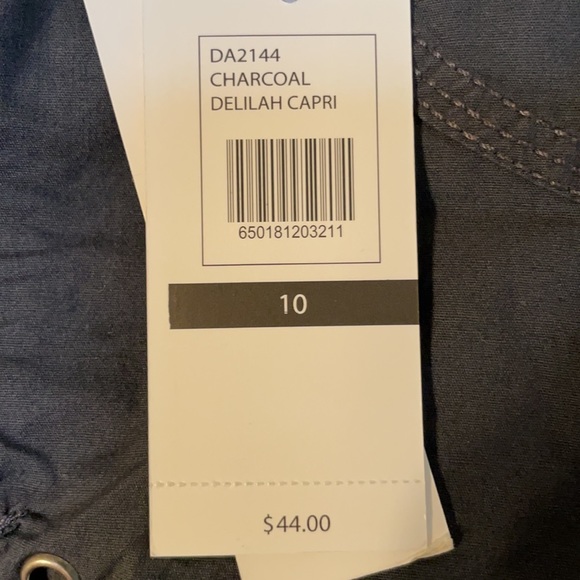 DA2144
CHARCOAL
DELILAH CAPRI
650181203211
10
$44.00